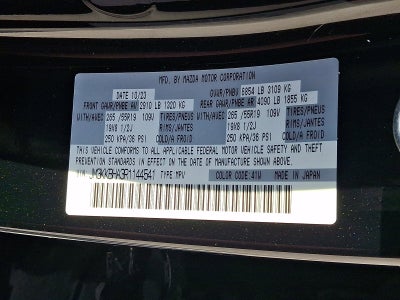 MFD. BY MAZDA MOTOR CORPORATION
DATE 10/23 GVWR/PNBV 6854 LB 3109 KG
FRONT GAWR/PNBE AV 2910 LB 1320 KG REAR GAWR/PNBE AR 4090 LB 1855 KG
WITH/AVEC 265 /55R19 109V TIRES/PNEUS WITH/AVEC 265 /55R19 109V TIRES/PNEUS
19X8 1/2J RIMS/JANTES 19X8 1/2J RIMS/JANTES
250 KPA/36 PSI COLD/A FROID 250 KPA/36 PSI COLD/A FROID
THIS VEHICLE CONFORMS TO ALL APPLICABLE FEDERAL MOTOR VEHICLE SAFETY AND THEFT
PREVENTION STANDARDS IN EFFECT ON THE DATE OF MANUFACTURE SHOWN ABOVE.
TYPE MPV COLOR CODE:41W MADE IN JAPAN